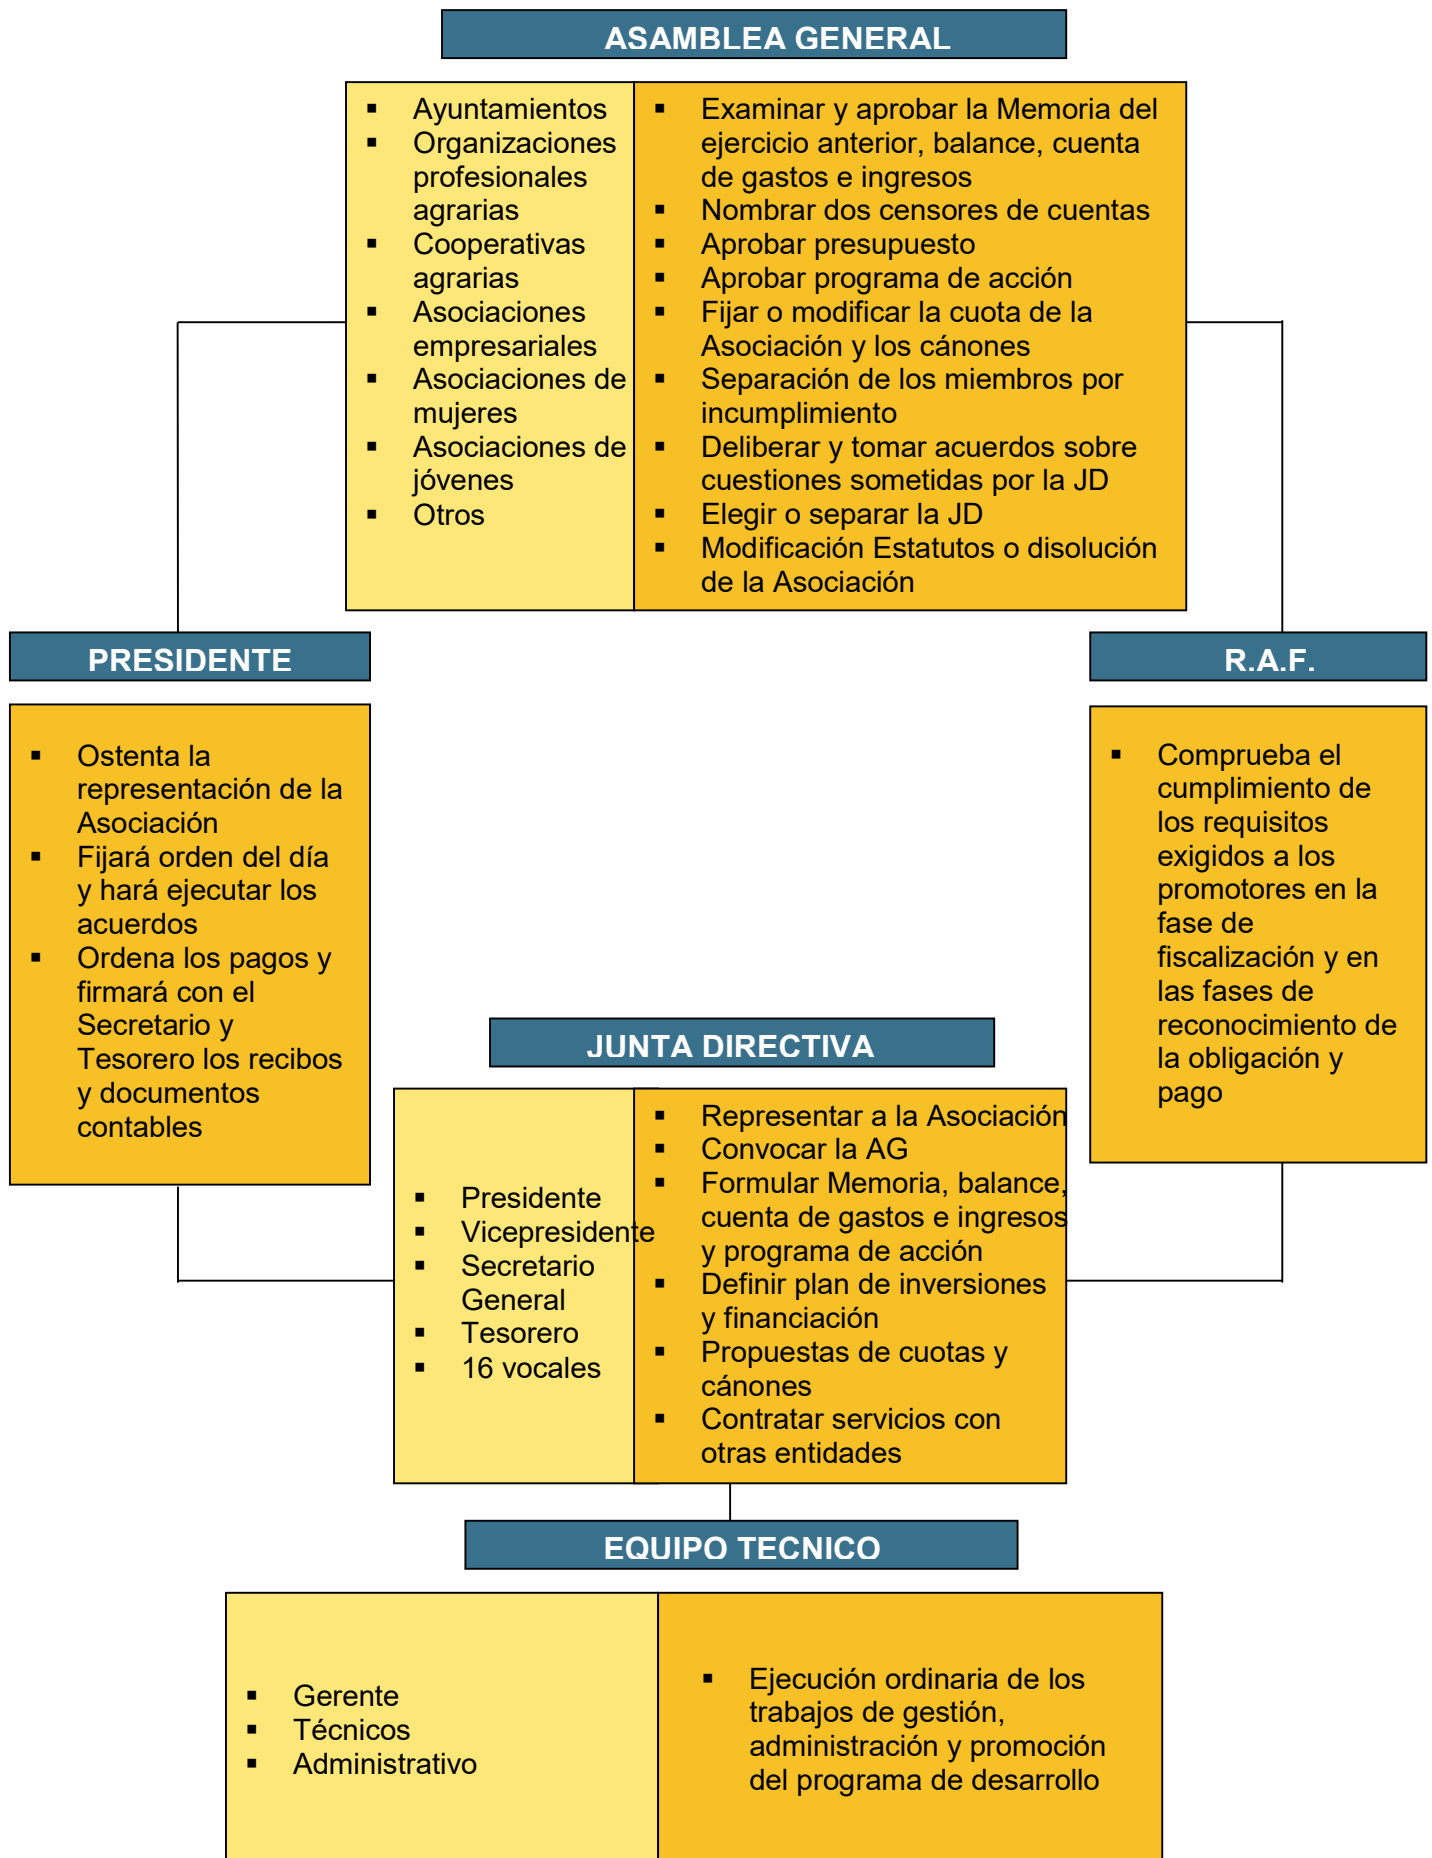 ASAMBLEA GENERAL
▪ Ayuntamientos
▪ Organizaciones
profesionales
agrarias
▪ Cooperativas
agrarias
▪ Asociaciones
empresariales
▪ Asociaciones de
mujeres
▪ Asociaciones de
jóvenes
▪ Otros
▪ Examinar y aprobar la Memoria del
ejercicio anterior, balance, cuenta
de gastos e ingresos
▪ Nombrar dos censores de cuentas
▪ Aprobar presupuesto
▪ Aprobar programa de acción
▪ Fijar o modificar la cuota de la
Asociación y los cánones
▪ Separación de los miembros por
incumplimiento
▪ Deliberar y tomar acuerdos sobre
cuestiones sometidas por la JD
▪ Elegir o separar la JD
▪ Modificación Estatutos o disolución
de la Asociación
PRESIDENTE
▪ Ostenta la
representación de la
Asociación
▪ Fijará orden del día
y hará ejecutar los
acuerdos
▪ Ordena los pagos y
firmará con el
Secretario y
Tesorero los recibos
y documentos
contables
R.A.F.
▪ Comprueba el
cumplimiento de
los requisitos
exigidos a los
promotores en la
fase de
fiscalización y en
las fases de
reconocimiento de
la obligación y
pago
JUNTA DIRECTIVA
▪ Presidente
▪ Vicepresidente
▪ Secretario
General
▪ Tesorero
▪ 16 vocales
▪ Representar a la Asociación
▪ Convocar la AG
▪ Formular Memoria, balance,
cuenta de gastos e ingresos
y programa de acción
▪ Definir plan de inversiones
y financiación
▪ Propuestas de cuotas y
cánones
▪ Contratar servicios con
otras entidades
EQUIPO TECNICO
▪ Gerente
▪ Técnicos
▪ Administrativo
▪ Ejecución ordinaria de los
trabajos de gestión,
administración y promoción
del programa de desarrollo